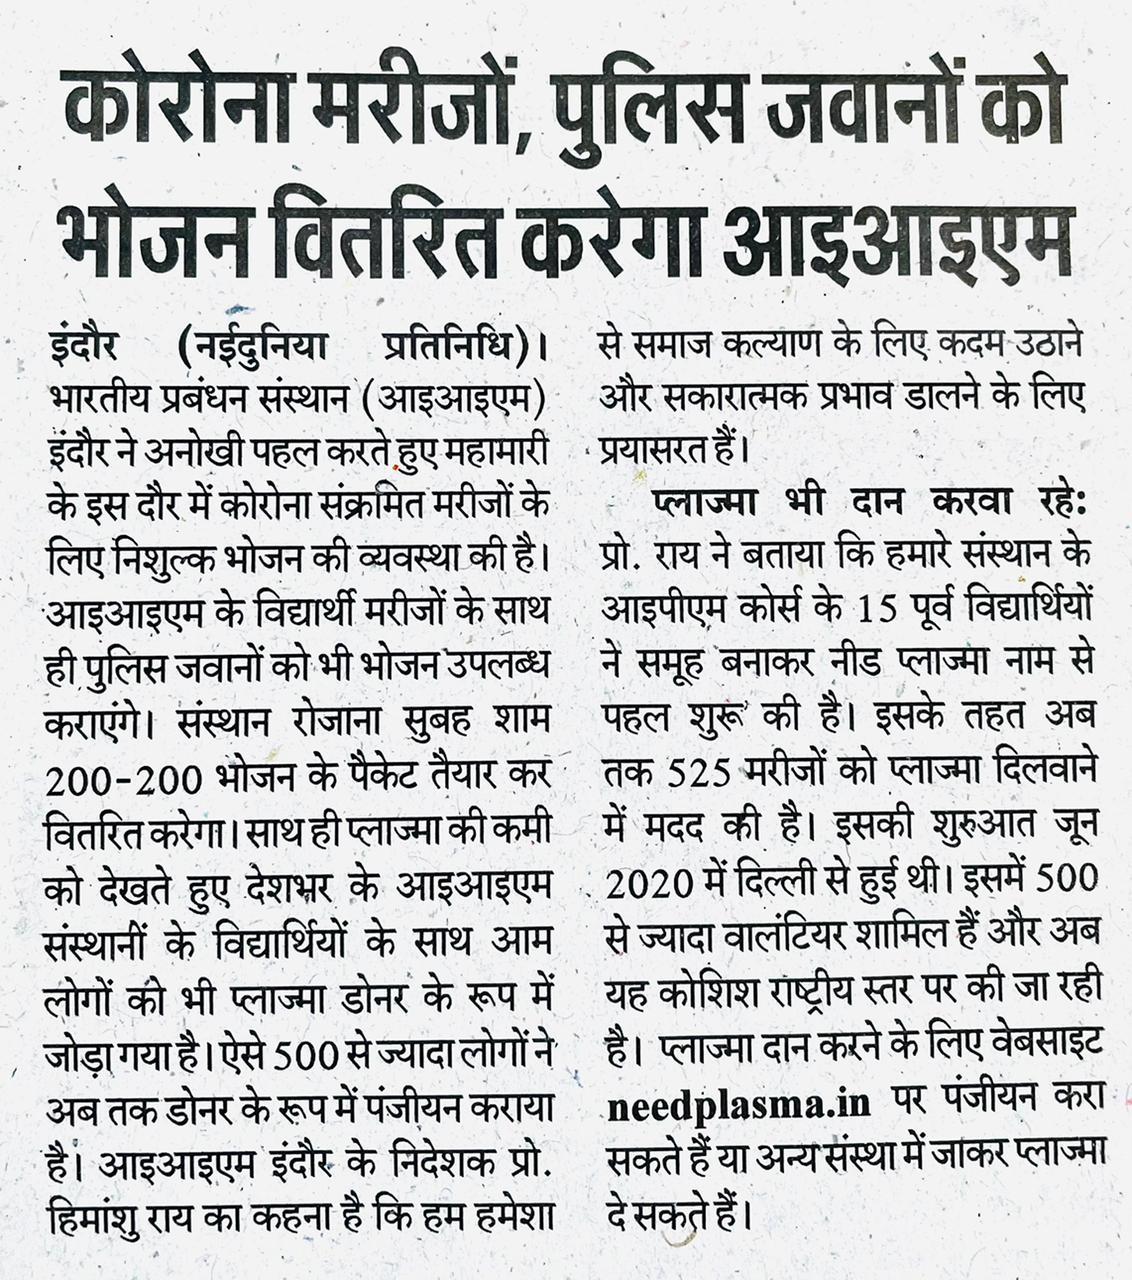 कोरोना मरीजों, पुलिस जवानों को
भोजन वितरित करेगा आइआइएम
इंदौर (नईदुनिया प्रतिनिधि)।
भारतीय प्रबंधन संस्थान (आइआइएम)
इंदौर ने अनोखी पहल करते हुए महामारी
के इस दौर में कोरोना संक्रमित मरीजों के
लिए निशुल्क भोजन की व्यवस्था की है।
आइआइएम के विद्यार्थी मरीजों के साथ
ही पुलिस जवानों को भी भोजन उपलब्ध
कराएंगे। संस्थान रोजाना सुबह शाम
200-200 भोजन के पैकेट तैयार कर
वितरित करेगा। साथ ही प्लाज्मा की कमी
को देखते हुए देशभर के आइआइएम
संस्थानों के विद्यार्थियों के साथ आम
लोगों को भी प्लाज्मा डोनर के रूप में
जोड़ा गया है। ऐसे 500 से ज्यादा लोगों ने
अब तक डोनर के रूप में पंजीयन कराया
है। आइआइएम इंदौर के निदेशक प्रो.
हिमांशु राय का कहना है कि हम हमेशा
से समाज कल्याण के लिए कदम उठाने
और सकारात्मक प्रभाव डालने के लिए
प्रयासरत हैं।
प्लाज्मा भी दान करवा रहे:
प्रो. राय ने बताया कि हमारे संस्थान के
आइपीएम कोर्स के 15 पूर्व विद्यार्थियों
ने समूह बनाकर नीड प्लाज्मा नाम से
पहल शुरू की है। इसके तहत अब
तक 525 मरीजों को प्लाज्मा दिलवाने
में मदद की है। इसकी शुरुआत जून
2020 में दिल्ली से हुई थी। इसमें 500
से ज्यादा वालंटियर शामिल हैं और अब
यह कोशिश राष्ट्रीय स्तर पर की जा रही
है। प्लाज्मा दान करने के लिए वेबसाइट
needplasma.in पर पंजीयन करा
सकते हैं या अन्य संस्था में जाकर प्लाज्मा
दे सकते हैं।